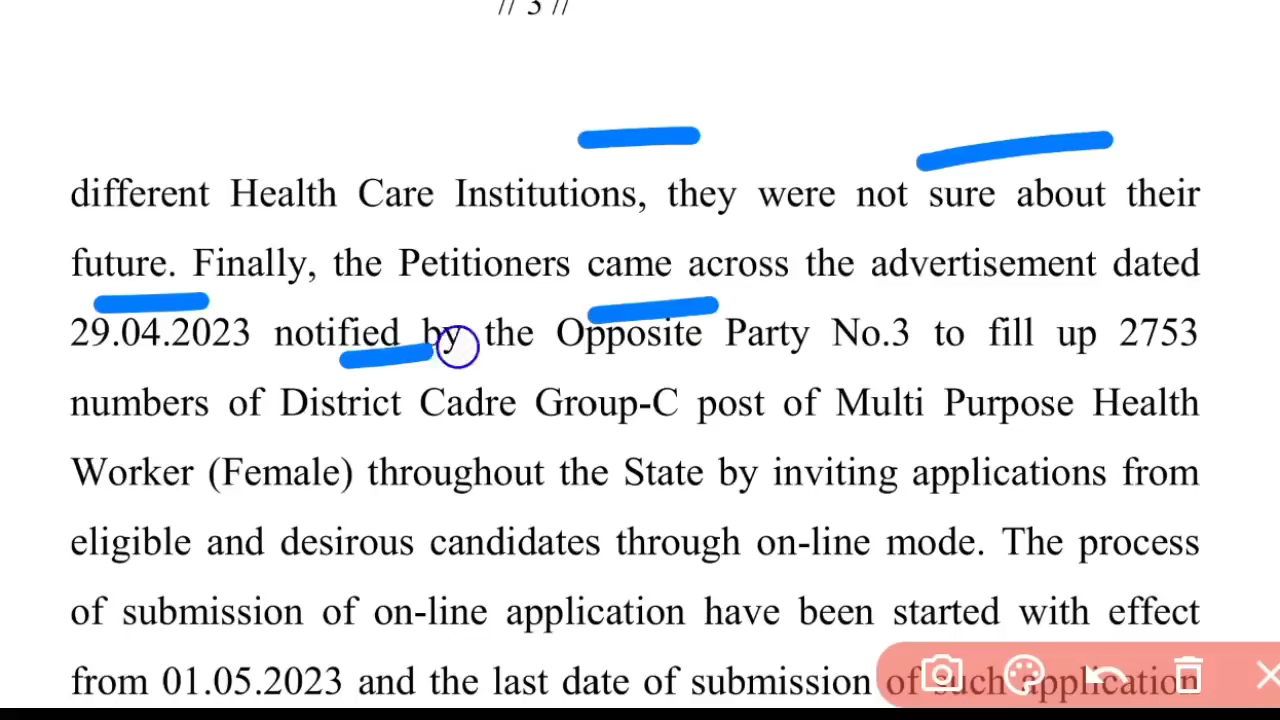 // 3 //
different Health Care Institutions, they were not sure about their
future. Finally, the Petitioners came across the advertisement dated
29.04.2023 notified by the Opposite Party No.3 to fill up 2753
numbers of District Cadre Group-C post of Multi Purpose Health
Worker (Female) throughout the State by inviting applications from
eligible and desirous candidates through on-line mode. The process
of submission of on-line application have been started with effect
from 01.05.2023 and the last date of submission of such application